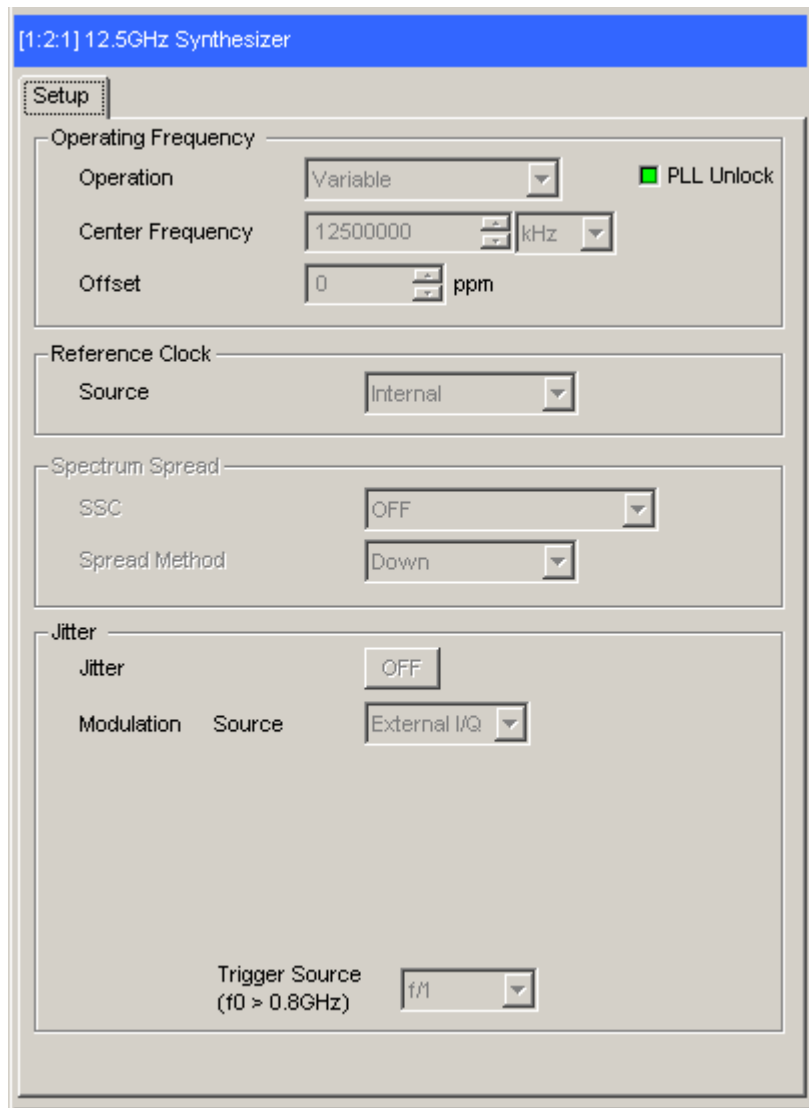 [1:2:1] 12.5GHz Synthesizer
Setup
Operating Frequency
Operation Variable PLL Unlock
Center Frequency 12500000 kHz
Offset 0 ppm
Reference Clock
Source Internal
Spectrum Spread
SSC OFF
Spread Method Down
Jitter
Jitter OFF
Modulation Source External I/Q
Trigger Source
(f0 > 0.8GHz) f/1